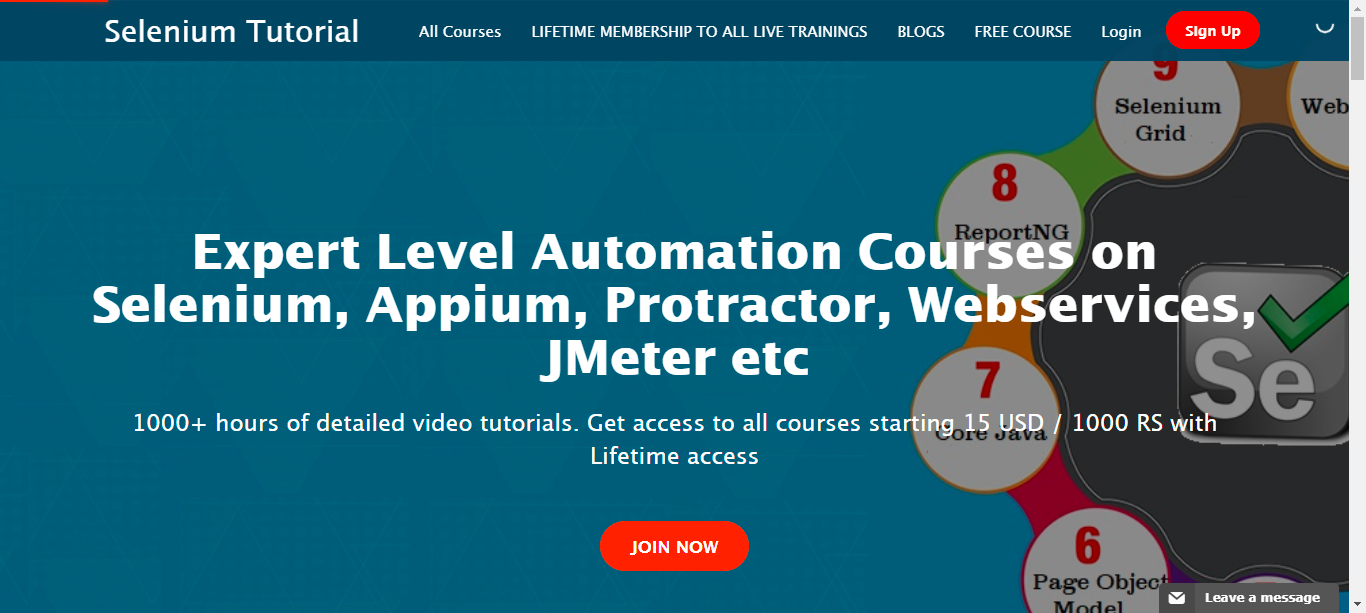 Selenium Tutorial
All Courses
LIFETIME MEMBERSHIP TO ALL LIVE TRAININGS
BLOGS
FREE COURSE
Login
Sign Up
9
Selenium
Grid
Web
8
ReportNG
Expert Level Automation Courses on
Selenium, Appium, Protractor, Webservices,
JMeter etc
Se
7
Core Java
1000+ hours of detailed video tutorials. Get access to all courses starting 15 USD / 1000 RS with
Lifetime access
JOIN NOW
6
Page Object
Model
Leave a message